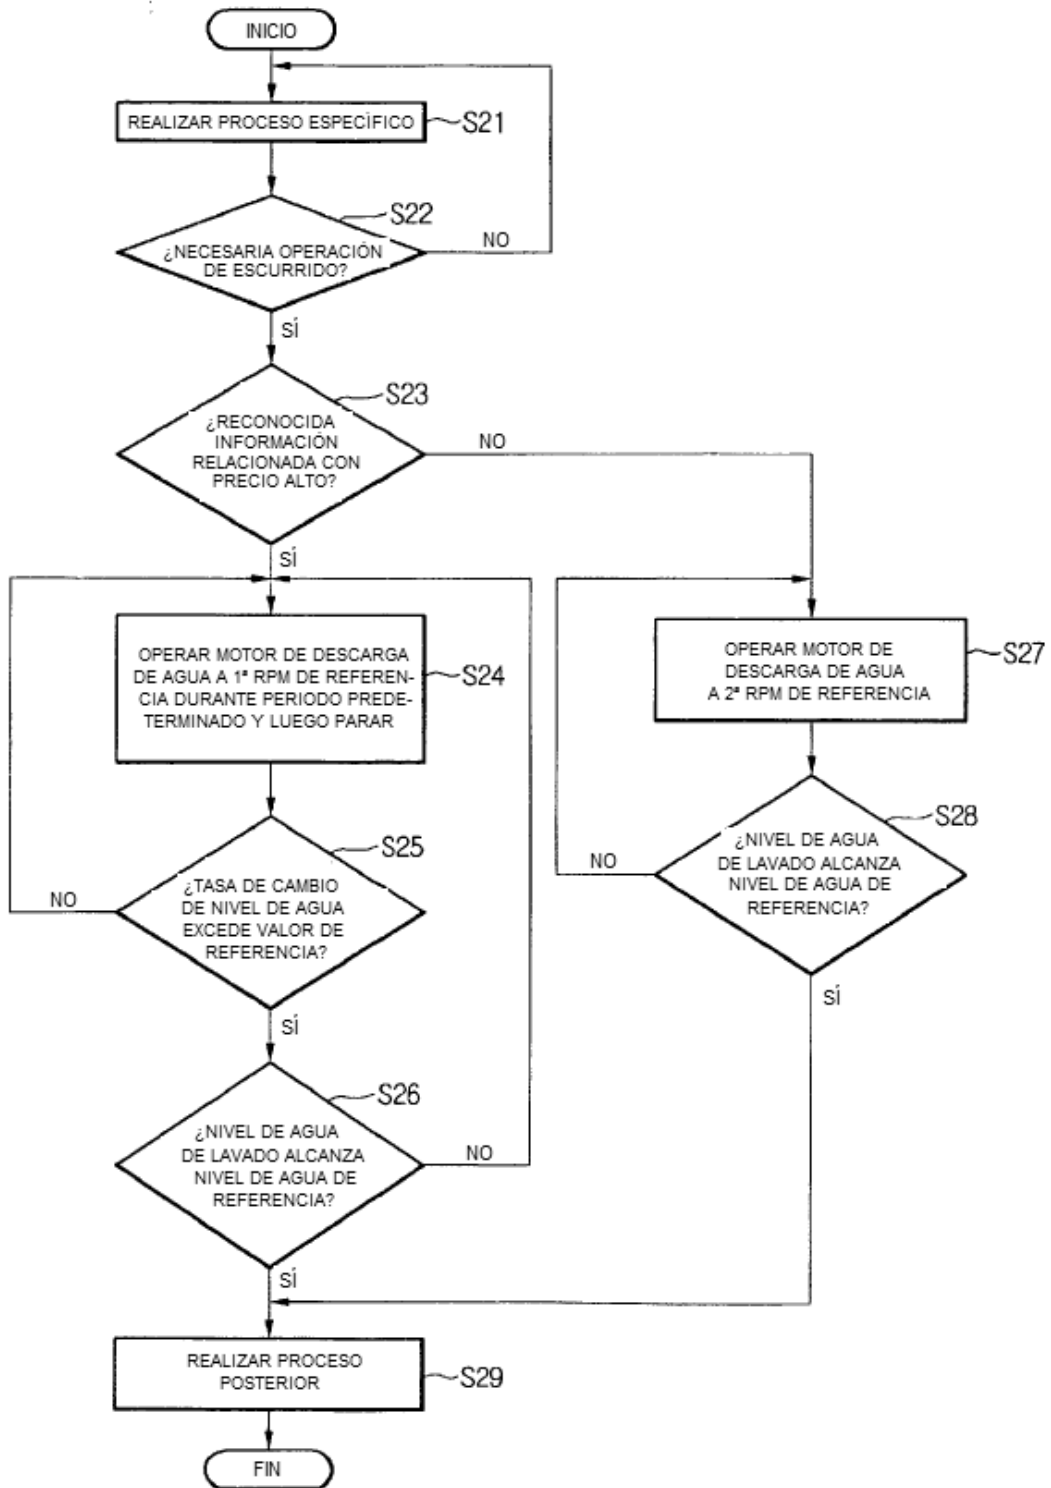 INICIO
REALIZAR PROCESO ESPECÍFICO
S21
S22
¿NECESARIA OPERACIÓN
DE ESCURRIDO?
NO
SÍ
S23
¿RECONOCIDA
INFORMACIÓN
RELACIONADA CON
PRECIO ALTO?
NO
SÍ
OPERAR MOTOR DE DESCARGA
DE AGUA A 1ª RPM DE REFEREN-
CIA DURANTE PERIODO PREDE-
TERMINADO Y LUEGO PARAR
S24
OPERAR MOTOR DE
DESCARGA DE AGUA
A 2ª RPM DE REFERENCIA
S27
S25
¿TASA DE CAMBIO
DE NIVEL DE AGUA
EXCEDE VALOR DE
REFERENCIA?
NO
SÍ
S28
¿NIVEL DE AGUA
DE LAVADO ALCANZA
NIVEL DE AGUA DE
REFERENCIA?
NO
SÍ
S26
¿NIVEL DE AGUA
DE LAVADO ALCANZA
NIVEL DE AGUA DE
REFERENCIA?
NO
SÍ
REALIZAR PROCESO
POSTERIOR
S29
FIN